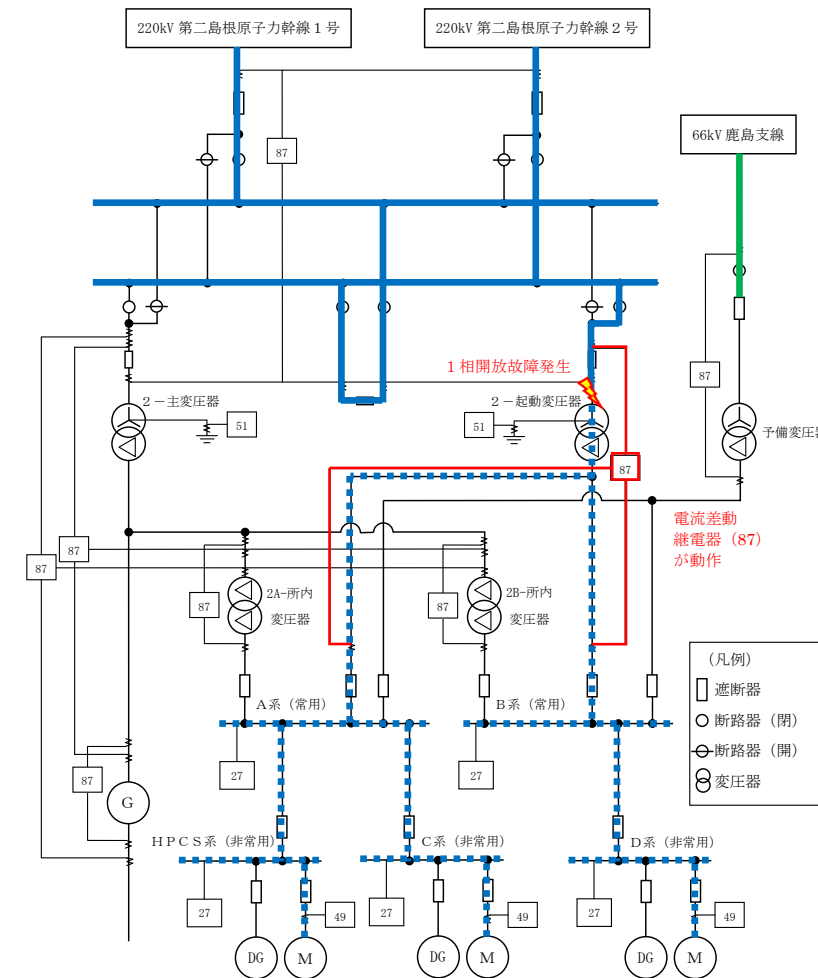 220kV 第二島根原子力幹線1号
220kV 第二島根原子力幹線2号
66kV 鹿島支線
87
87
1相開放故障発生
2-主変圧器
51
2-起動変圧器
51
予備変圧器
87
電流差動
継電器(87)
が動作
87
87
87
2A-所内
変圧器
87
2B-所内
変圧器
(凡例)
遮断器
断路器(閉)
断路器(開)
変圧器
A系(常用)
B系(常用)
27
27
87
G
HPCS系(非常用)
C系(非常用)
D系(非常用)
27
49
27
49
27
49
DG
M
DG
M
DG
M